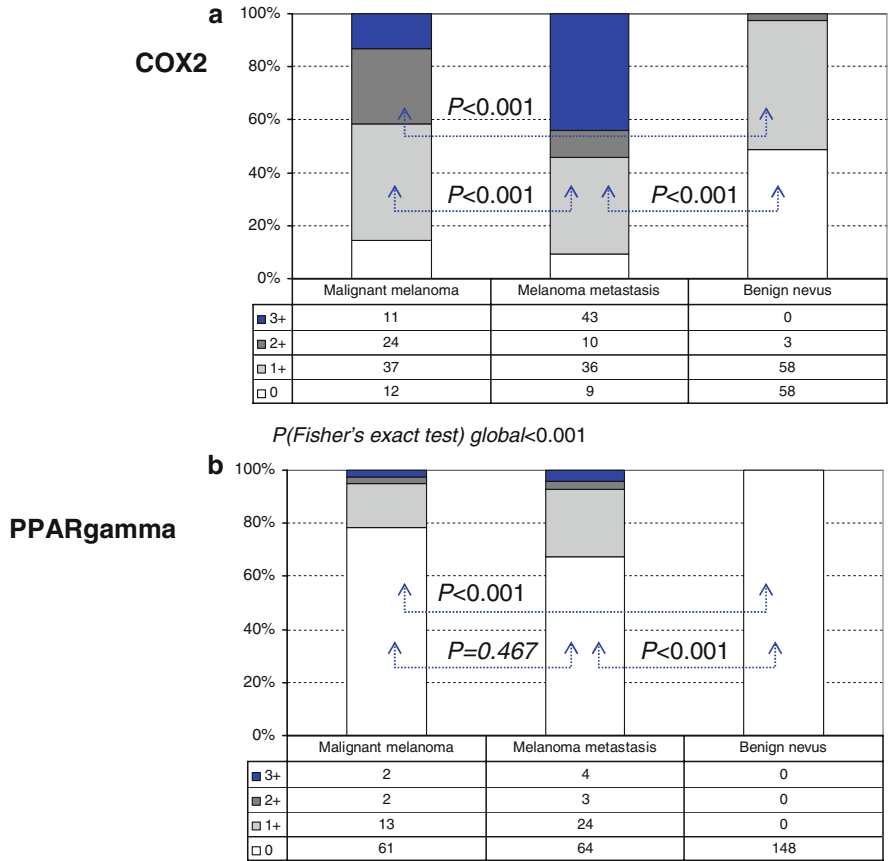 a
COX2
100%
80%
60%
40%
20%
0%
P<0.001
P<0.001 P<0.001
Malignant melanoma Melanoma metastasis Benign nevus
3+ 11 43 0
2+ 24 10 3
1+ 37 36 58
0 12 9 58
P(Fisher's exact test) global<0.001
b
PPARgamma
100%
80%
60%
40%
20%
0%
P<0.001
P=0.467 P<0.001
Malignant melanoma Melanoma metastasis Benign nevus
3+ 2 4 0
2+ 2 3 0
1+ 13 24 0
0 61 64 148